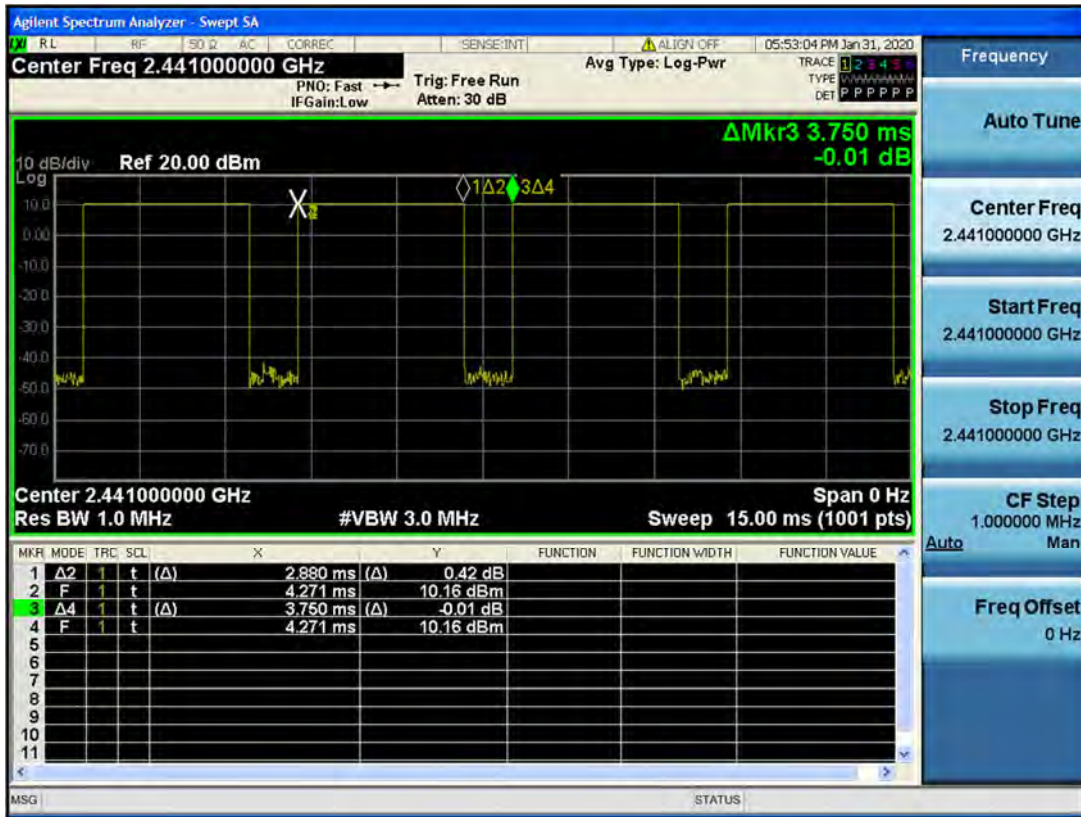 Agilent Spectrum Analyzer - Swept SA
LXI RL RF 50 Ω AC CORREC SENSE:INT ALIGN OFF 05:53:04 PM Jan 31, 2020
Center Freq 2.441000000 GHz
PNO: Fast
IFGain:Low
Trig: Free Run
Atten: 30 dB
Avg Type: Log-Pwr
TRACE 1 2 3 4 5 6
TYPE
DET P P P P P P
ΔMkr3 3.750 ms
-0.01 dB
10 dB/div Ref 20.00 dBm
Log
1Δ2 3Δ4
10.0
0.00
-10.0
-20.0
-30.0
-40.0
-50.0
-60.0
-70.0
Center 2.441000000 GHz Span 0 Hz
Res BW 1.0 MHz #VBW 3.0 MHz Sweep 15.00 ms (1001 pts)
MKR MODE TRC SCL X Y FUNCTION FUNCTION WIDTH FUNCTION VALUE
1 Δ2 1 t (Δ) 2.880 ms (Δ) 0.42 dB
2 F 1 t 4.271 ms 10.16 dBm
3 Δ4 1 t (Δ) 3.750 ms (Δ) -0.01 dB
4 F 1 t 4.271 ms 10.16 dBm
5
6
7
8
9
10
11
MSG STATUS
Frequency
Auto Tune
Center Freq
2.441000000 GHz
Start Freq
2.441000000 GHz
Stop Freq
2.441000000 GHz
CF Step
1.000000 MHz
Auto Man
Freq Offset
0 Hz